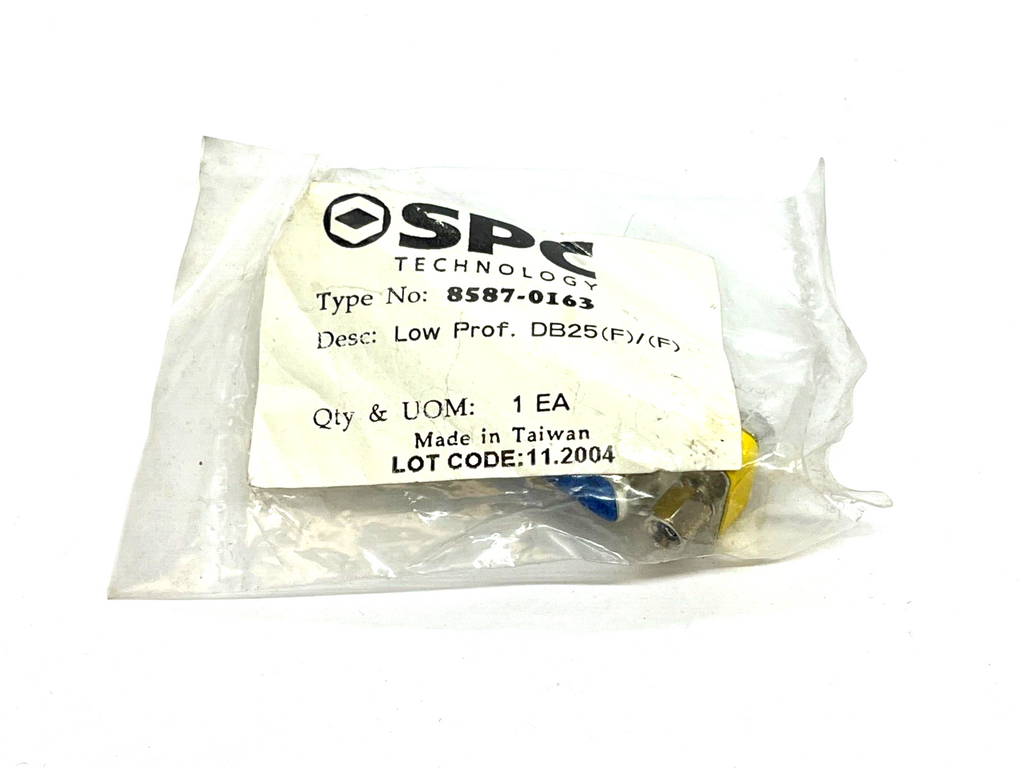 SPC
TECHNOLOGY
Type No: 8587-0163
Desc: Low Prof. DB25(F)/(F)
Qty & UOM: 1 EA
Made in Taiwan
LOT CODE:11.2004